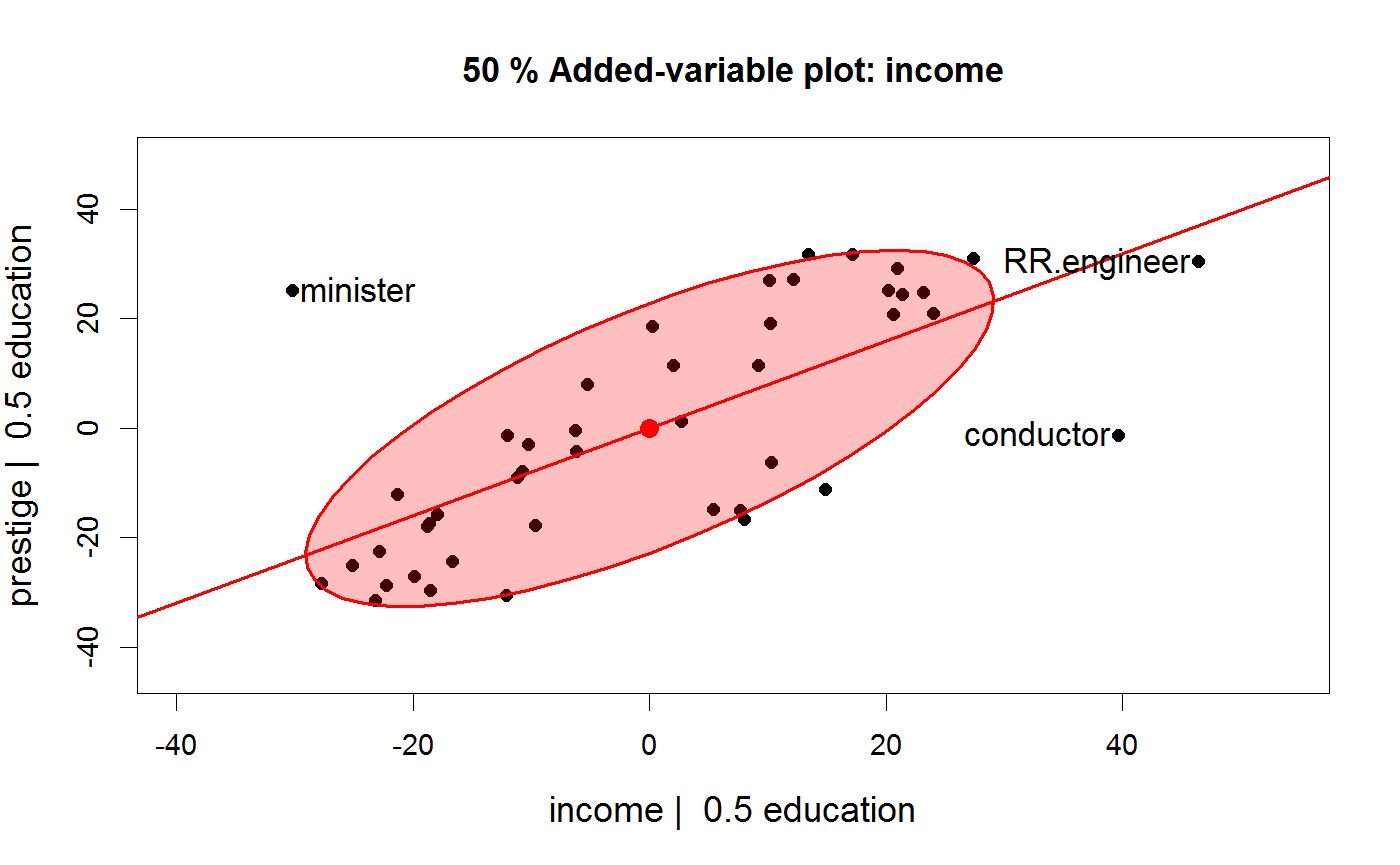 50 % Added-variable plot: income
prestige |  0.5 education
40
20
0
-20
-40
minister
RR.engineer
conductor
-40
-20
0
20
40
income |  0.5 education